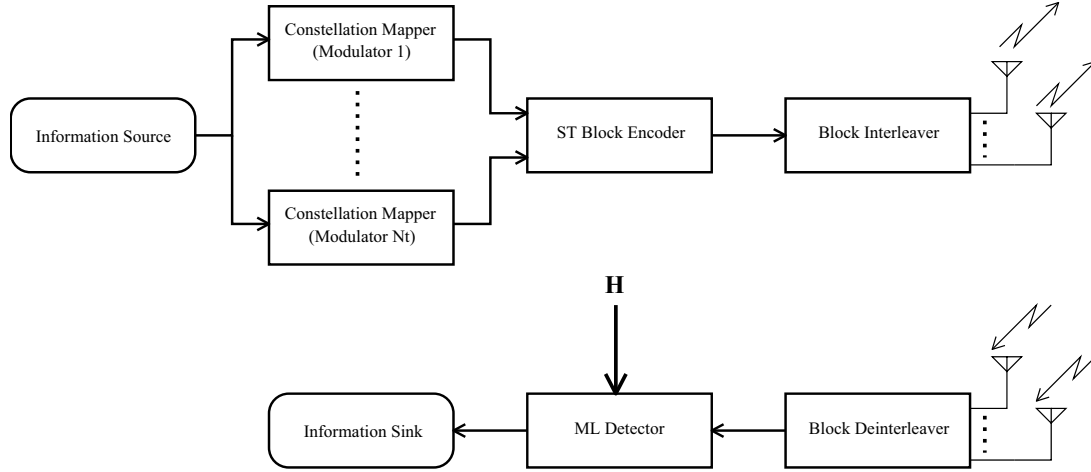 Constellation Mapper
(Modulator 1)
Information Source
ST Block Encoder
Block Interleaver
Constellation Mapper
(Modulator Nt)
H
Information Sink
ML Detector
Block Deinterleaver